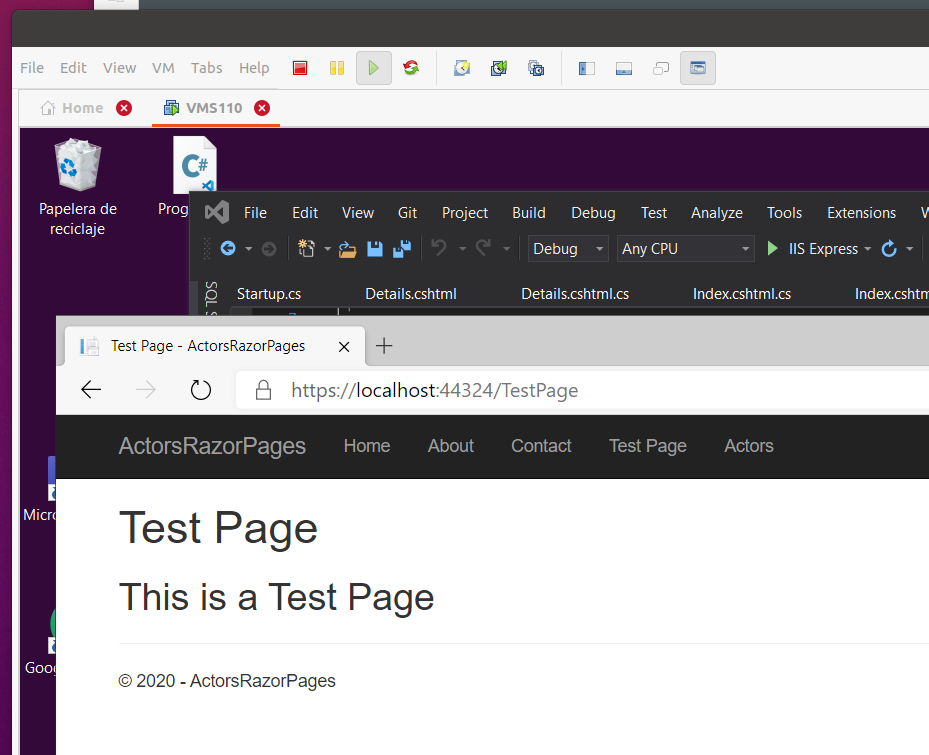 File Edit View VM Tabs Help
Home VMS110
Papelera de
reciclaje
C#
Prog
File Edit View Git Project Build Debug Test Analyze Tools Extensions W
Debug Any CPU IIS Express
SQL S
Startup.cs Details.cshtml Details.cshtml.cs Index.cshtml.cs Index.cshtm
Test Page - ActorsRazorPages
https://localhost:44324/TestPage
ActorsRazorPages Home About Contact Test Page Actors
Micro
Test Page
This is a Test Page
Goog
© 2020 - ActorsRazorPages